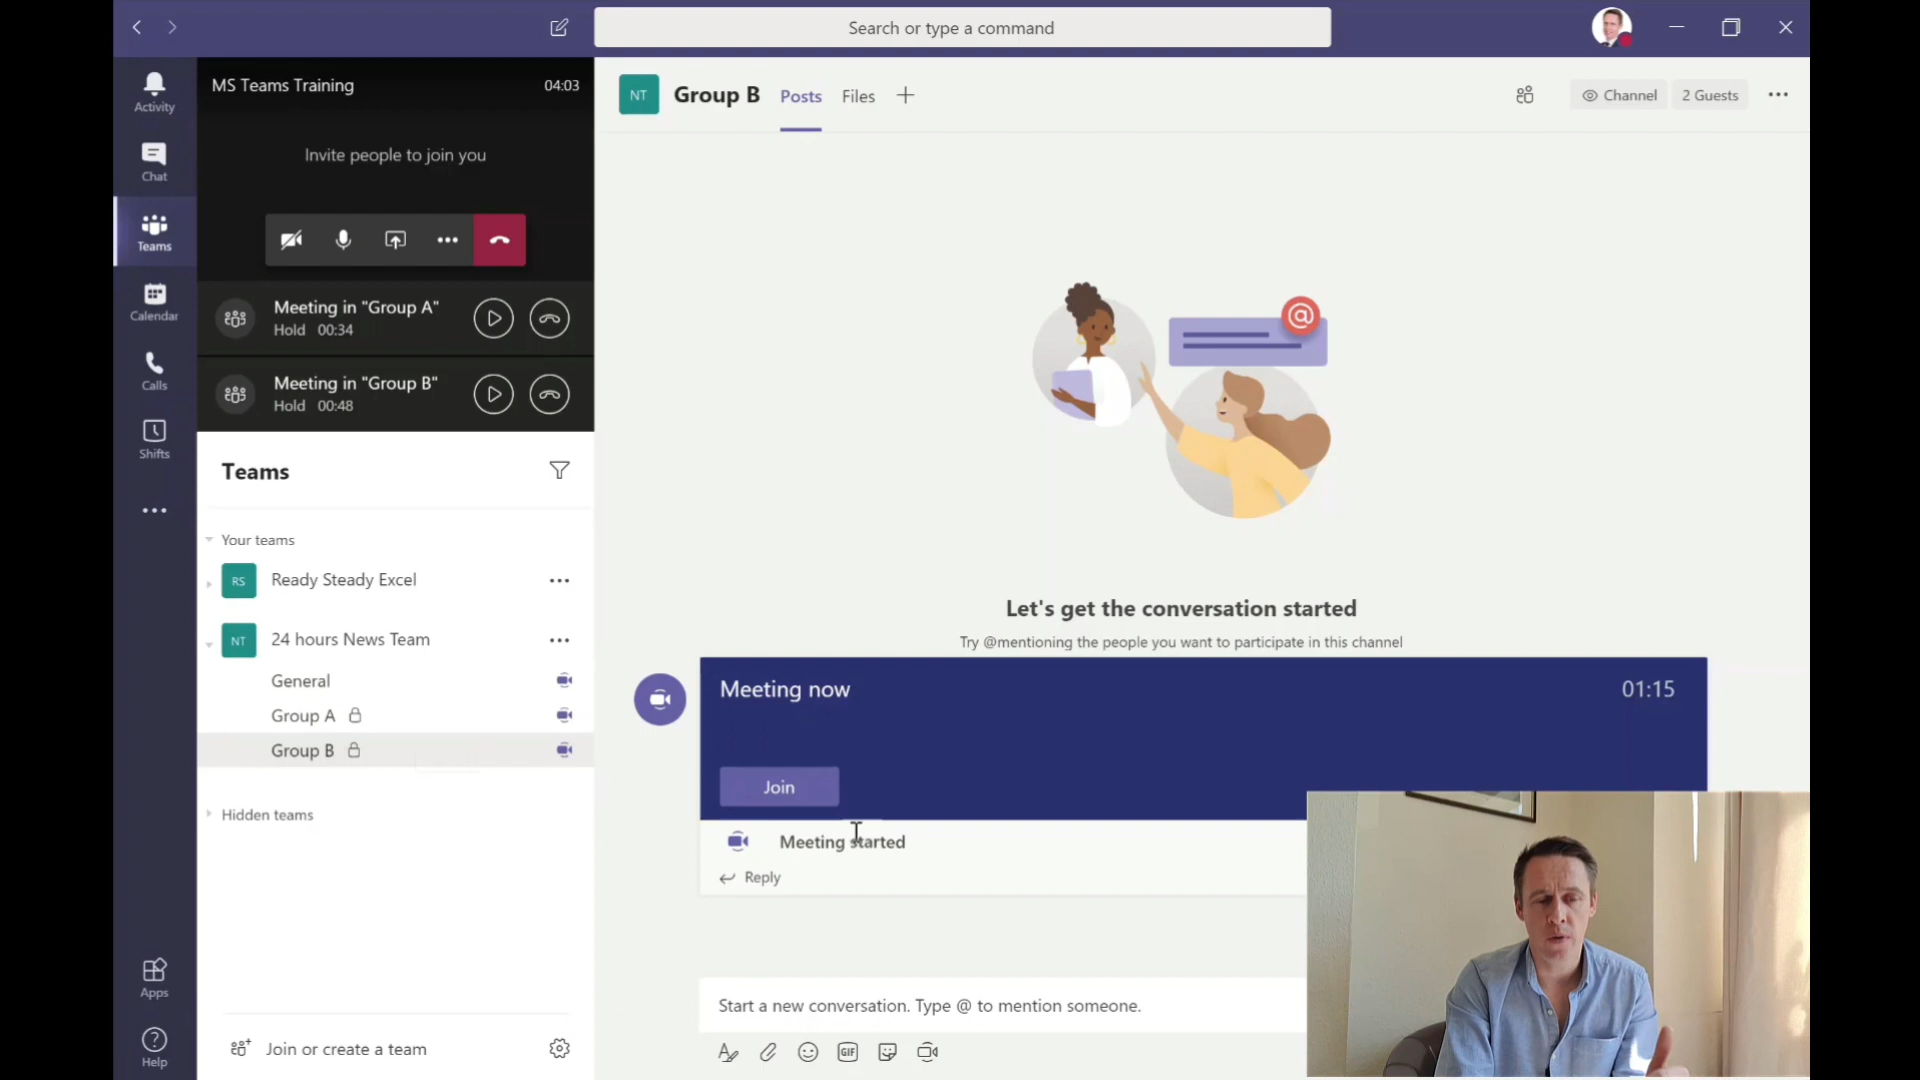 Search or type a command
Activity
Chat
Teams
Calendar
Calls
Shifts
Apps
Help
MS Teams Training 04:03
Invite people to join you
Meeting in "Group A"
Hold 00:34
Meeting in "Group B"
Hold 00:48
Teams
Your teams
RS Ready Steady Excel
NT 24 hours News Team
General
Group A
Group B
Hidden teams
Join or create a team
NT Group B Posts Files Channel 2 Guests
@
Let's get the conversation started
Try @mentioning the people you want to participate in this channel
Meeting now 01:15
Join
Meeting started
Reply
Start a new conversation. Type @ to mention someone.
GIF